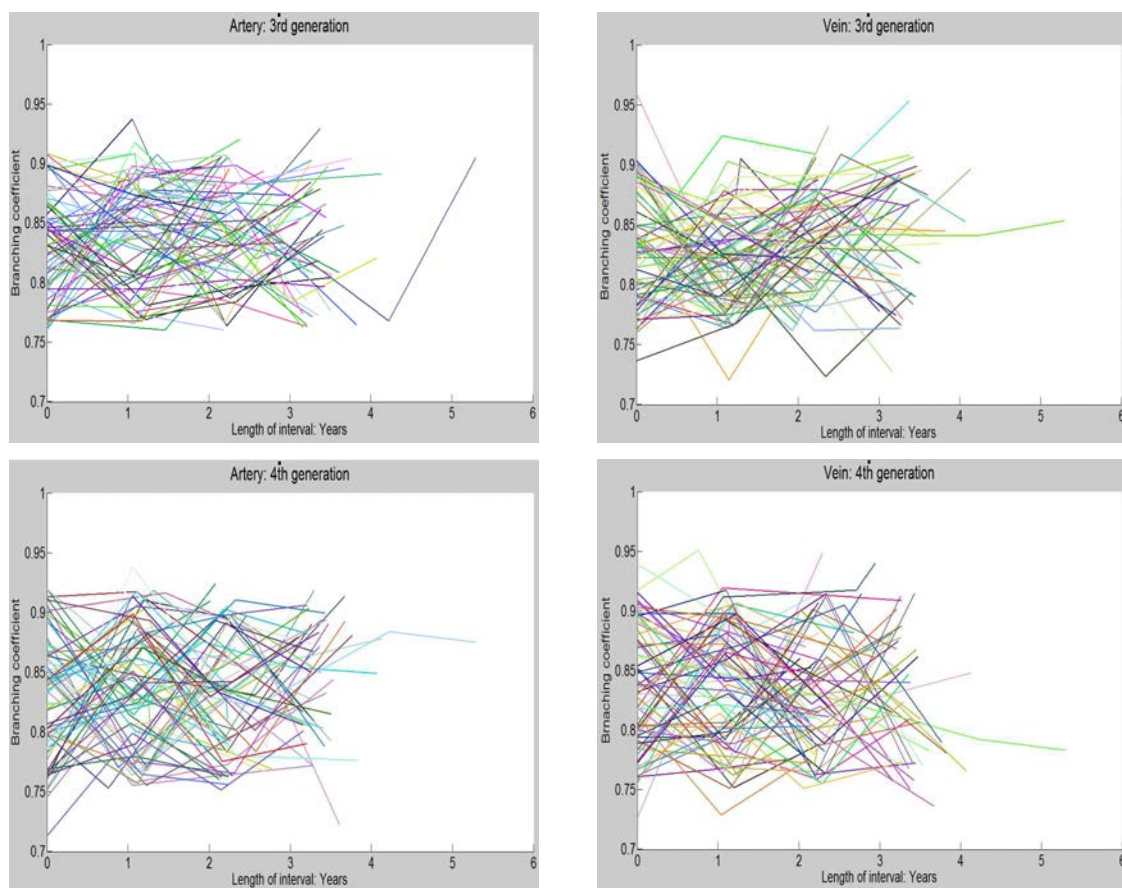 Artery: 3rd generation
1
0.95
0.9
0.85
0.8
0.75
0.7
Branching coefficient
0 1 2 3 4 5 6
Length of interval: Years
Vein: 3rd generation
1
0.95
0.9
0.85
0.8
0.75
0.7
Branching coefficient
0 1 2 3 4 5 6
Length of interval: Years
Artery: 4th generation
1
0.95
0.9
0.85
0.8
0.75
0.7
Branching coefficient
0 1 2 3 4 5 6
Length of interval: Years
Vein: 4th generation
1
0.95
0.9
0.85
0.8
0.75
0.7
Brnaching coefficient
0 1 2 3 4 5 6
Length of interval: Years